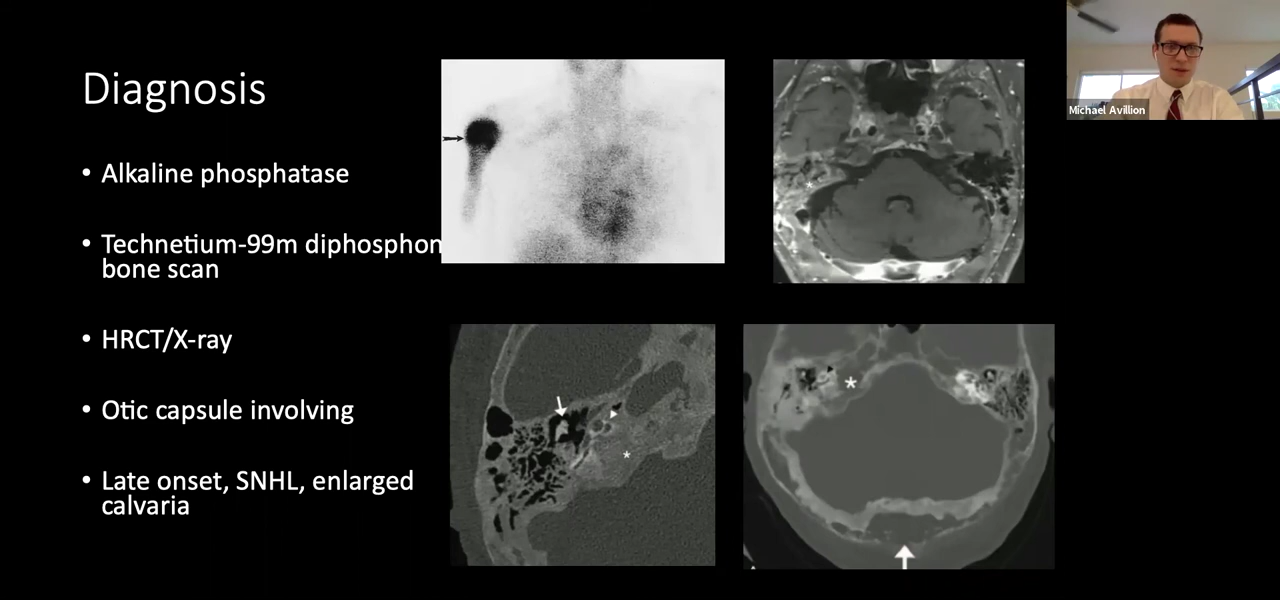 Diagnosis
• Alkaline phosphatase
• Technetium-99m diphosphon
bone scan
• HRCT/X-ray
• Otic capsule involving
• Late onset, SNHL, enlarged
calvaria
Michael Avillion